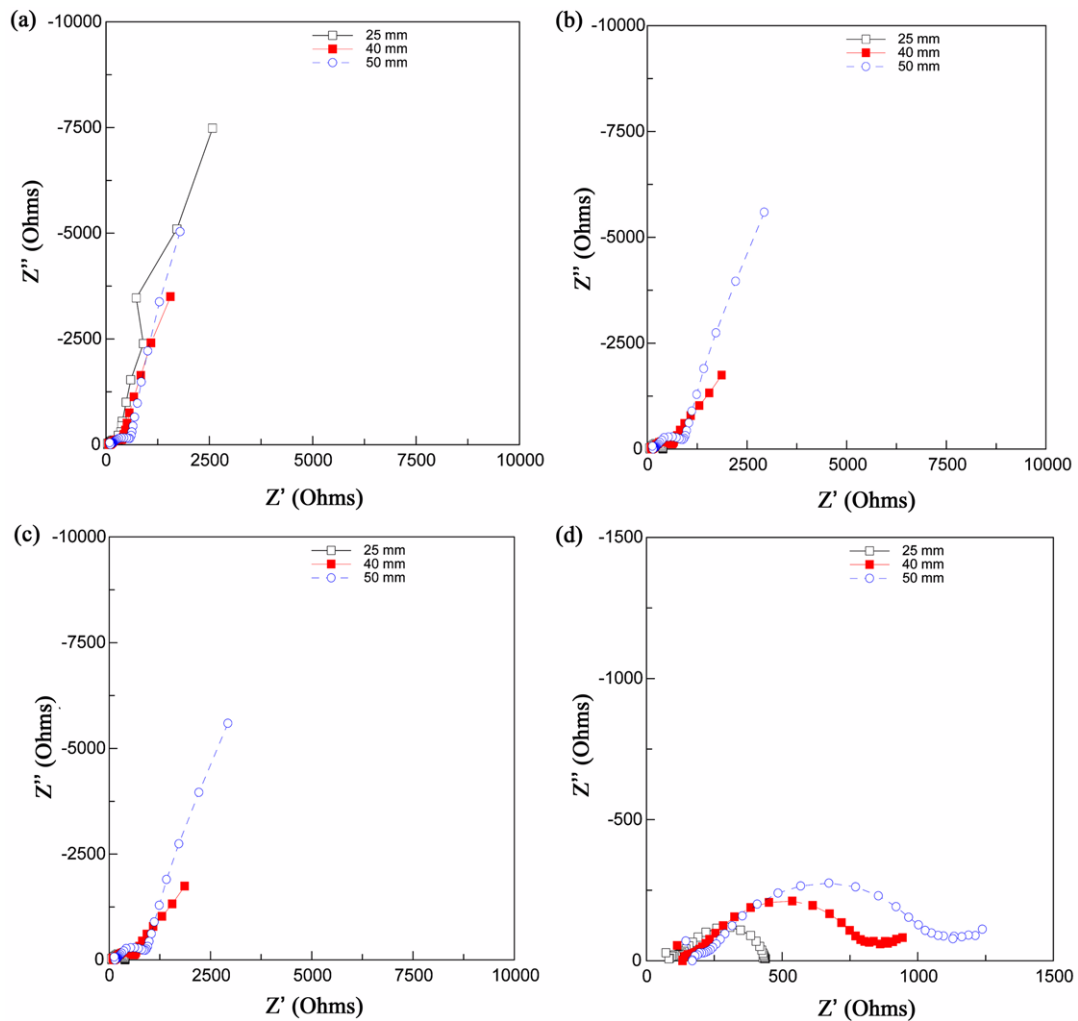 (a)
-10000
-7500
-5000
-2500
0
Z'' (Ohms)
25 mm
40 mm
50 mm
0
2500
5000
7500
10000
Z' (Ohms)
(b)
-10000
-7500
-5000
-2500
0
Z'' (Ohms)
25 mm
40 mm
50 mm
0
2500
5000
7500
10000
Z' (Ohms)
(c)
-10000
-7500
-5000
-2500
0
Z'' (Ohms)
25 mm
40 mm
50 mm
0
2500
5000
7500
10000
Z' (Ohms)
(d)
-1500
-1000
-500
0
Z'' (Ohms)
25 mm
40 mm
50 mm
0
500
1000
1500
Z' (Ohms)